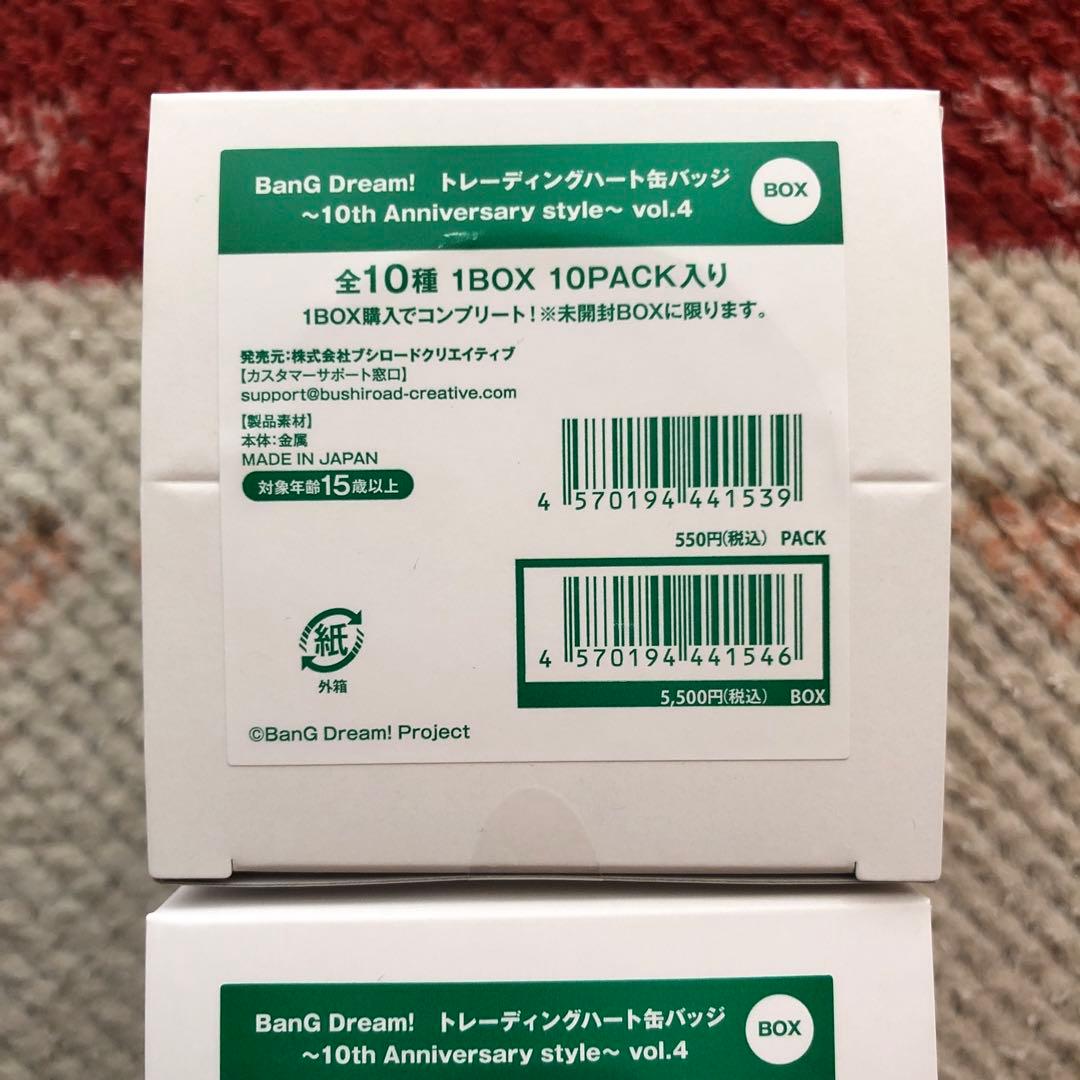 BanG Dream! トレーディングハート缶バッジ
～10th Anniversary style～ vol.4
BOX
全10種 1BOX 10PACK入り
1BOX購入でコンプリート！※未開封BOXに限ります。
発売元：株式会社ブシロードクリエイティブ
【カスタマーサポート窓口】
support@bushiroad-creative.com
【製品素材】
本体：金属
MADE IN JAPAN
対象年齢15歳以上
4 570194 441539
550円(税込) PACK
4 570194 441546
5,500円(税込) BOX
紙
外箱
©BanG Dream! Project
BanG Dream! トレーディングハート缶バッジ
～10th Anniversary style～ vol.4
BOX